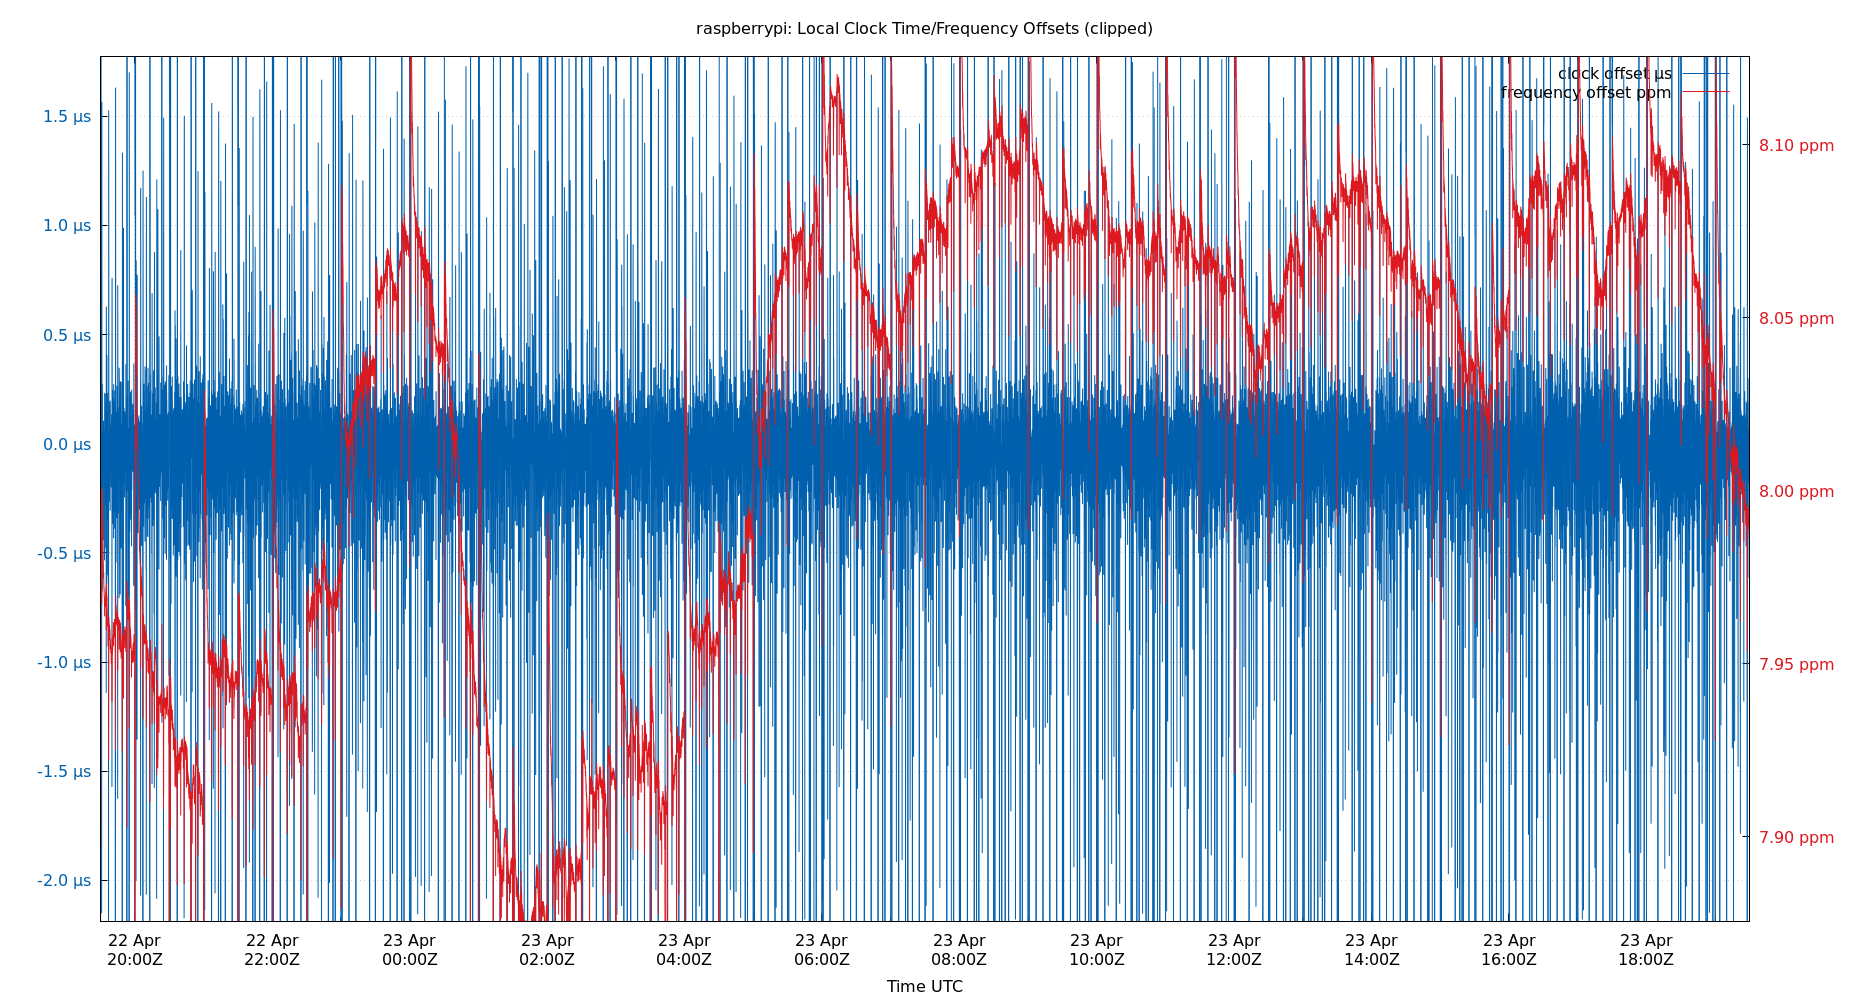 raspberrypi: Local Clock Time/Frequency Offsets (clipped)
clock offset µs
frequency offset ppm
1.5 µs
1.0 µs
0.5 µs
0.0 µs
-0.5 µs
-1.0 µs
-1.5 µs
-2.0 µs
8.10 ppm
8.05 ppm
8.00 ppm
7.95 ppm
7.90 ppm
22 Apr 22 Apr 23 Apr 23 Apr 23 Apr 23 Apr 23 Apr 23 Apr 23 Apr 23 Apr 23 Apr 23 Apr
20:00Z 22:00Z 00:00Z 02:00Z 04:00Z 06:00Z 08:00Z 10:00Z 12:00Z 14:00Z 16:00Z 18:00Z
Time UTC